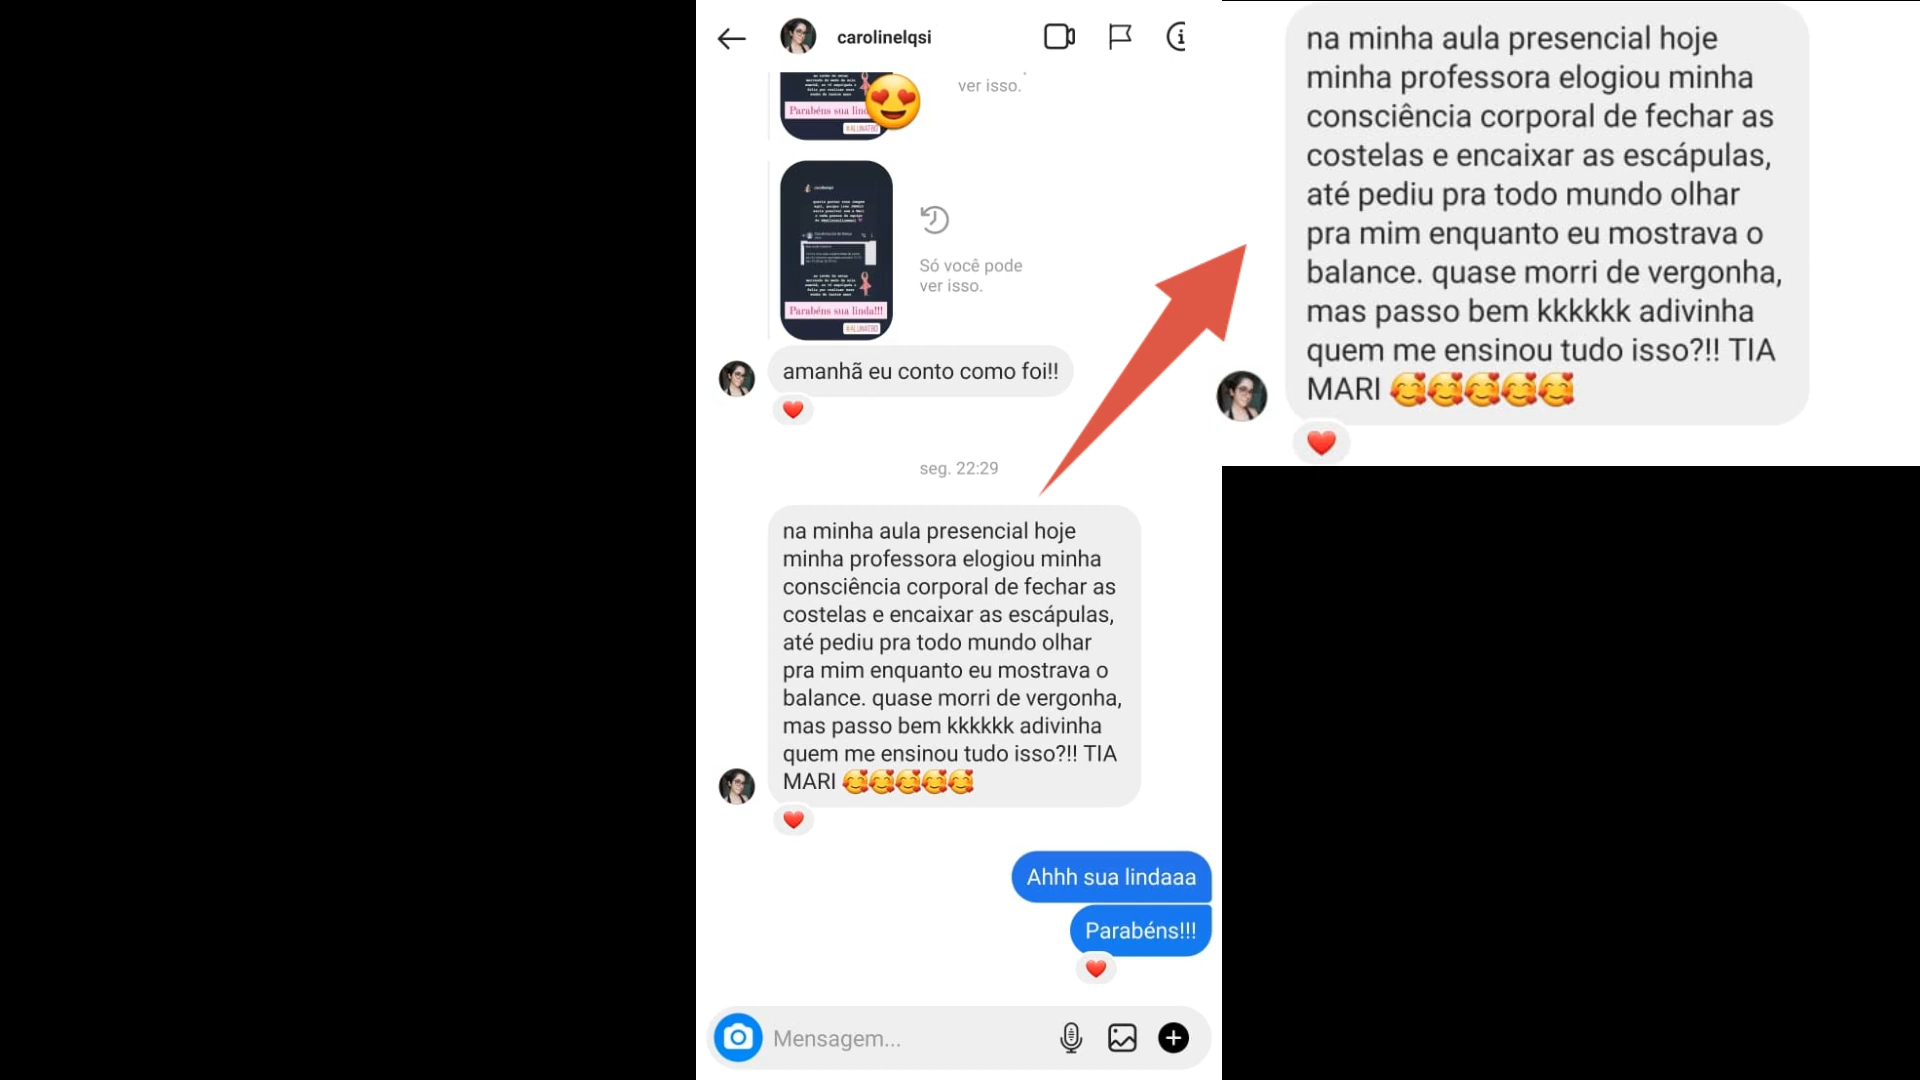 carolinelqsi
ver isso.
Parabéns sua lind
#ALUNATBD
Só você pode
ver isso.
Parabéns sua linda!!!
#ALUNATBD
amanhã eu conto como foi!!
seg. 22:29
na minha aula presencial hoje
minha professora elogiou minha
consciência corporal de fechar as
costelas e encaixar as escápulas,
até pediu pra todo mundo olhar
pra mim enquanto eu mostrava o
balance. quase morri de vergonha,
mas passo bem kkkkkk adivinha
quem me ensinou tudo isso?!! TIA
MARI 🥰🥰🥰🥰🥰
Ahhh sua lindaaa
Parabéns!!!
Mensagem...
na minha aula presencial hoje
minha professora elogiou minha
consciência corporal de fechar as
costelas e encaixar as escápulas,
até pediu pra todo mundo olhar
pra mim enquanto eu mostrava o
balance. quase morri de vergonha,
mas passo bem kkkkkk adivinha
quem me ensinou tudo isso?!! TIA
MARI 🥰🥰🥰🥰🥰